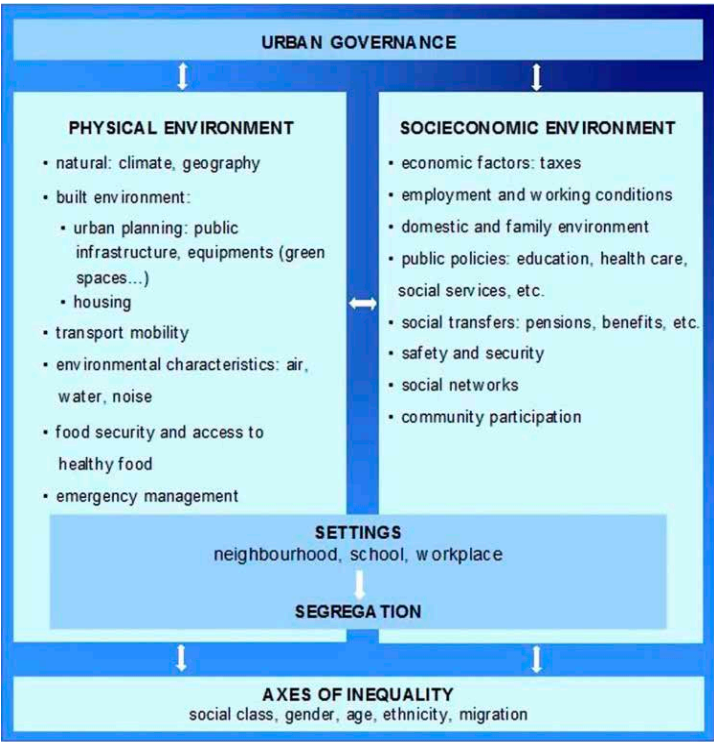 URBAN GOVERNANCE
PHYSICAL ENVIRONMENT
• natural: climate, geography
• built environment:
• urban planning: public
infrastructure, equipments (green
spaces...)
• housing
• transport mobility
• environmental characteristics: air,
water, noise
• food security and access to
healthy food
• emergency management
SOCIECONOMIC ENVIRONMENT
• economic factors: taxes
• employment and working conditions
• domestic and family environment
• public policies: education, health care,
social services, etc.
• social transfers: pensions, benefits, etc.
• safety and security
• social networks
• community participation
SETTINGS
neighbourhood, school, workplace
SEGREGATION
AXES OF INEQUALITY
social class, gender, age, ethnicity, migration